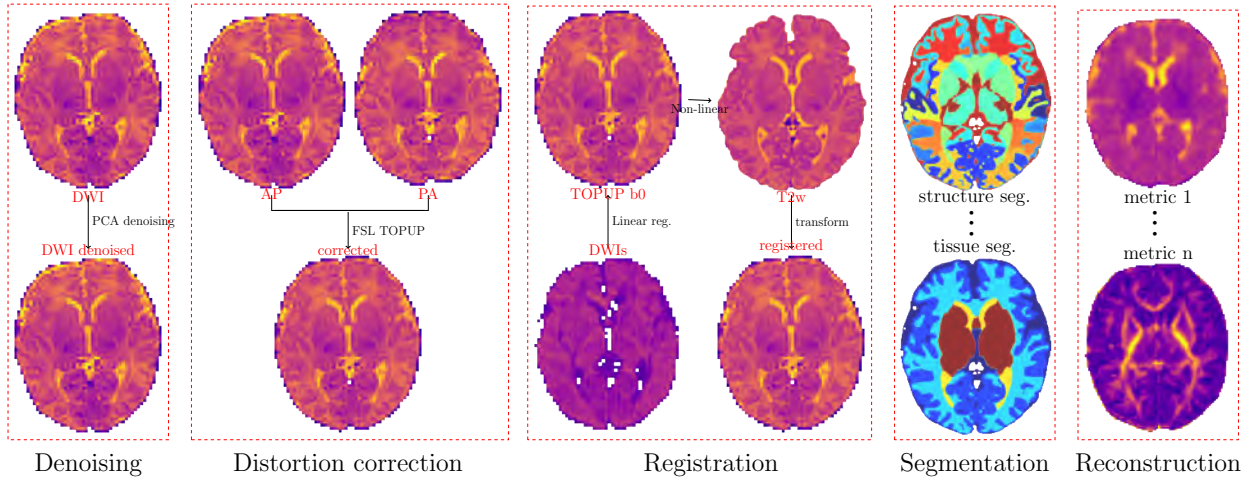 DWI
PCA denoising
DWI denoised
Denoising
AP
PA
FSL TOPUP
corrected
Distortion correction
Non-linear
TOPUP b0
T2w
Linear reg.
transform
DWIs
registered
Registration
structure seg.
tissue seg.
Segmentation
metric 1
metric n
Reconstruction